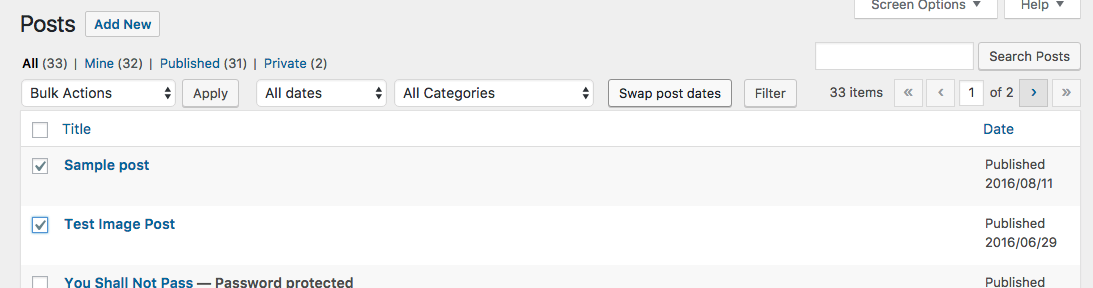 Screen Options ▼ Help ▼
Posts Add New
All (33) | Mine (32) | Published (31) | Private (2)
Search Posts
Bulk Actions Apply All dates All Categories Swap post dates Filter 33 items « ‹ 1 of 2 › »
Title Date
Sample post Published
2016/08/11
Test Image Post Published
2016/06/29
You Shall Not Pass — Password protected Published